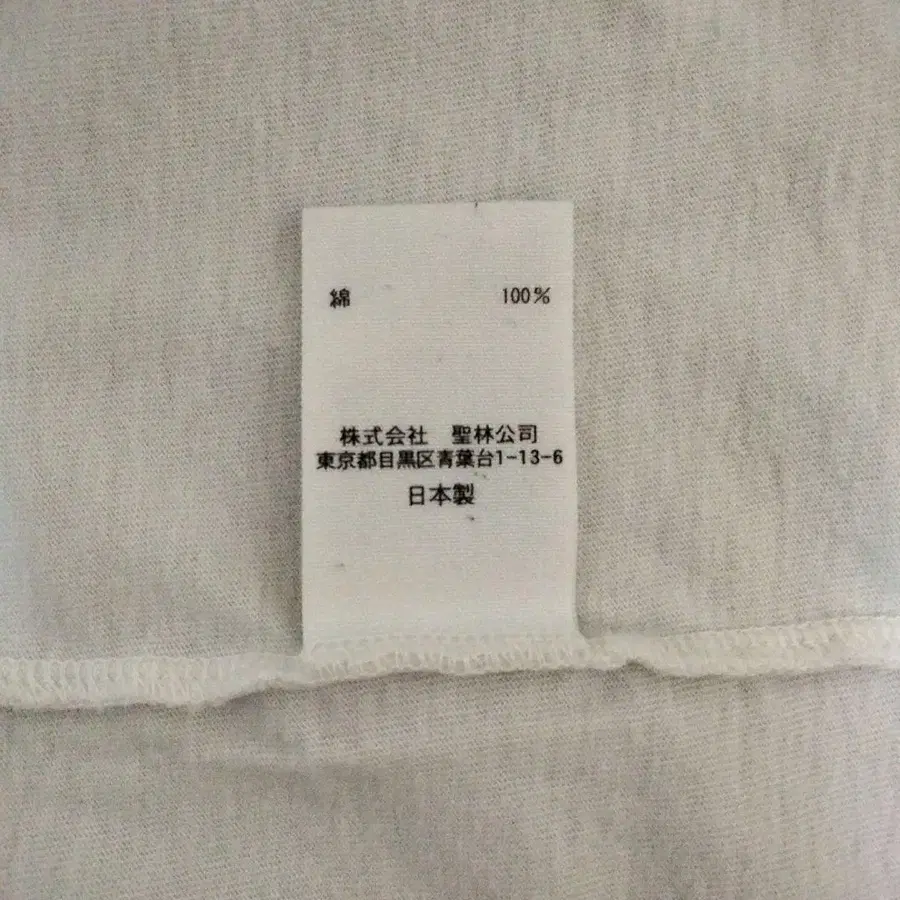 綿 100%
株式会社 聖林公司
東京都目黒区青葉台1-13-6
日本製